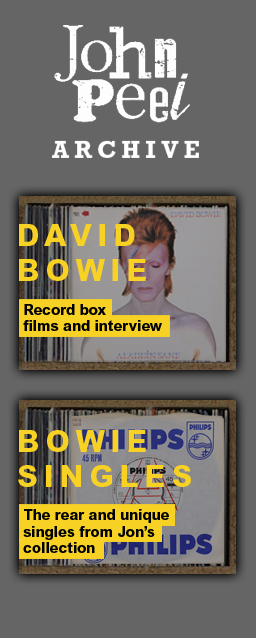 John
Peel
ARCHIVE
DAVID BOWIE
DAVID
BOWIE
Record box
films and interview
ALADDIN SANE
PHILIPS
BOWIE
PHILIPS
45 RPM
SINGLES
The rear and unique
singles from Jon's
collection
PHILIPS